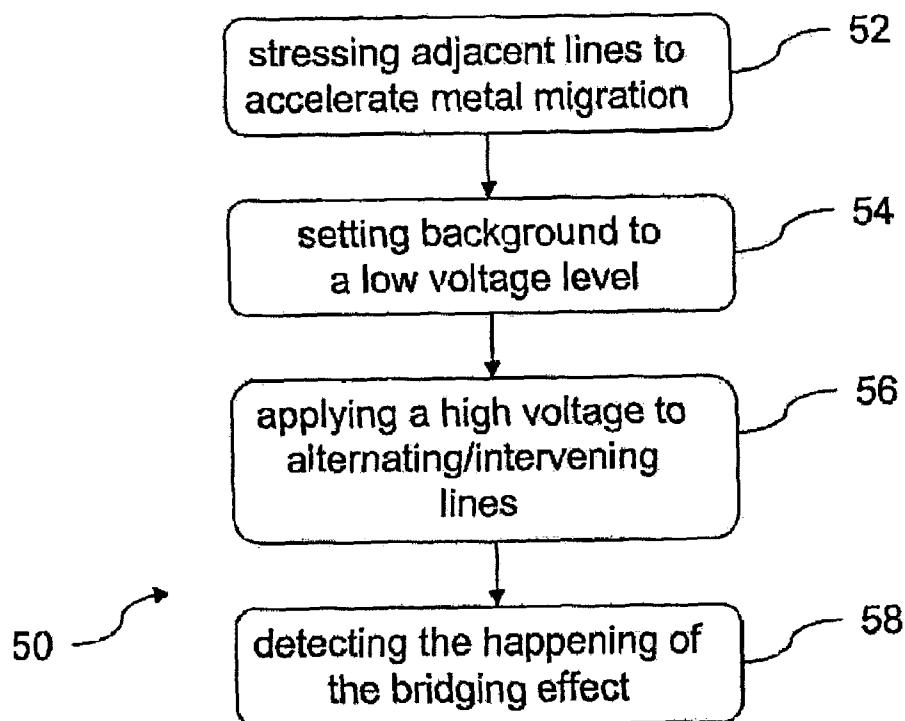 stressing adjacent lines to
accelerate metal migration
52
setting background to
a low voltage level
54
applying a high voltage to
alternating/intervening
lines
56
detecting the happening of
the bridging effect
58
50